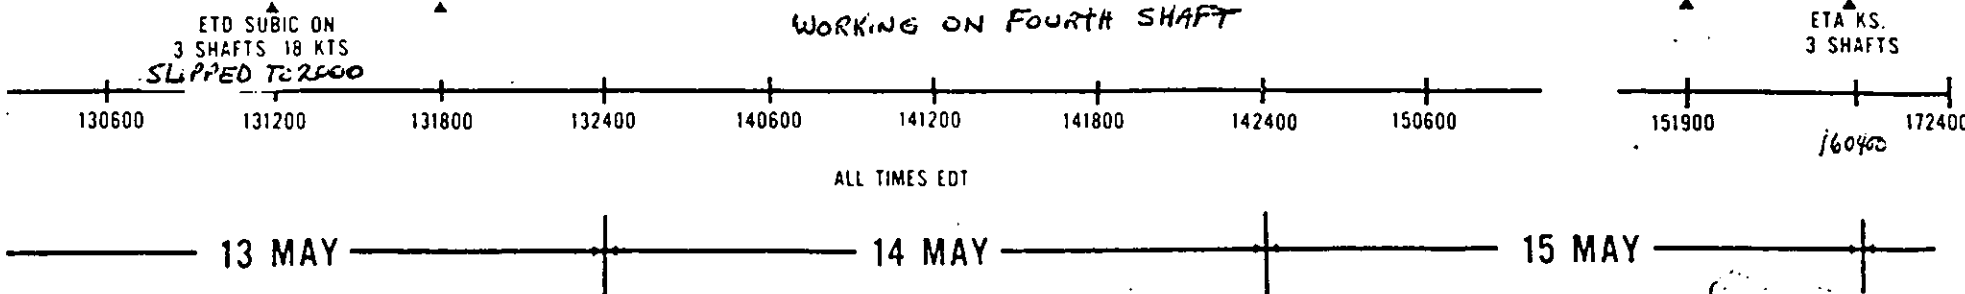 ETD SUBIC ON
3 SHAFTS 18 KTS
SLIPPED TO 2000
WORKING ON FOURTH SHAFT
ETA KS.
3 SHAFTS
130600 131200 131800 132400 140600 141200 141800 142400 150600 151900 172400
160400
ALL TIMES EDT
13 MAY 14 MAY 15 MAY